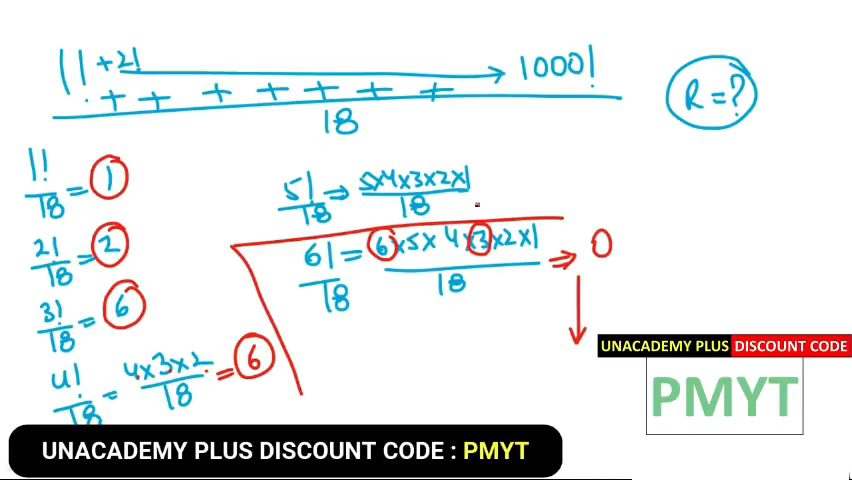 1! + 2! → 1000!
+ + + + + + +
18
R = ?
1!/18 = 1
2!/18 = 2
3!/18 = 6
4!/18 = 4×3×2/18 = 6
5!/18 ⇒ 5×4×3×2×1/18
6!/18 = 6×5×4×3×2×1/18 ⇒ 0
UNACADEMY PLUS DISCOUNT CODE
PMYT
UNACADEMY PLUS DISCOUNT CODE : PMYT